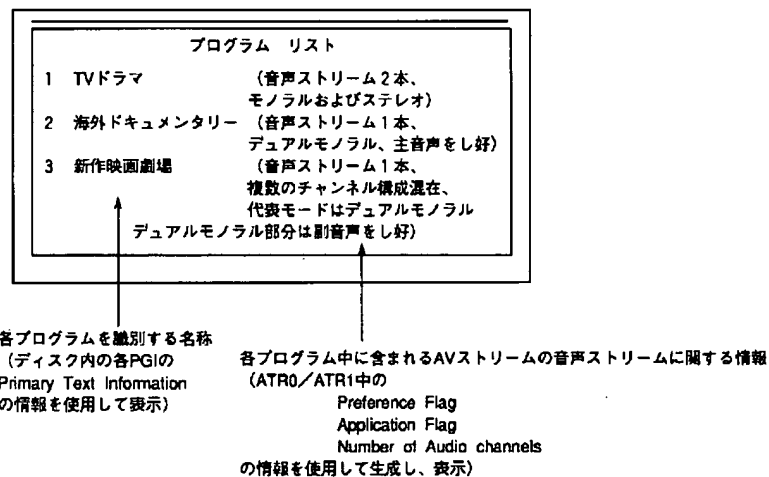 プログラム リスト
1 TVドラマ (音声ストリーム2本、
モノラルおよびステレオ)
2 海外ドキュメンタリー (音声ストリーム1本、
デュアルモノラル、主音声をし好)
3 新作映画劇場 (音声ストリーム1本、
複数のチャンネル構成混在、
代表モードはデュアルモノラル
デュアルモノラル部分は副音声をし好)
各プログラムを識別する名称
(ディスク内の各PGIの
Primary Text Information
の情報を使用して表示)
各プログラム中に含まれるAVストリームの音声ストリームに関する情報
(ATR0/ATR1中の
Preference Flag
Application Flag
Number of Audio channels
の情報を使用して生成し、表示)